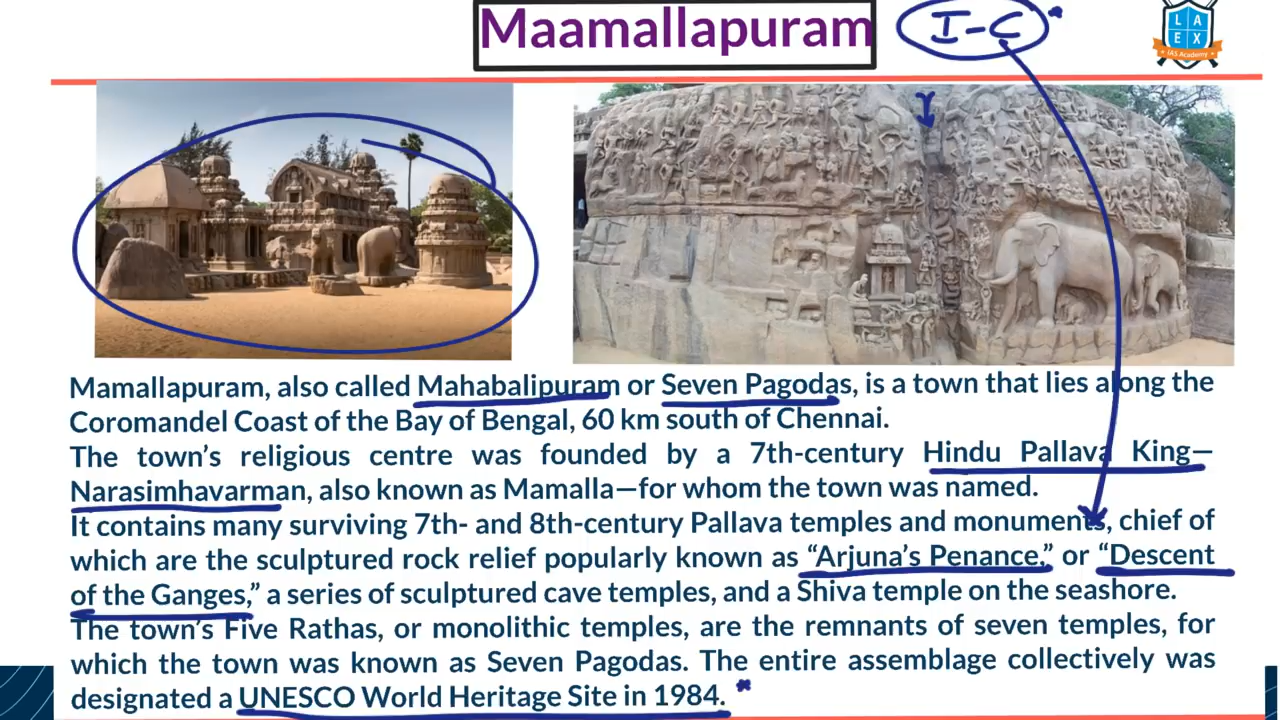 Maamallapuram
I-C
L A
E X
IAS Academy
Mamallapuram, also called Mahabalipuram or Seven Pagodas, is a town that lies along the
Coromandel Coast of the Bay of Bengal, 60 km south of Chennai.
The town’s religious centre was founded by a 7th-century Hindu Pallava King—
Narasimhavarman, also known as Mamalla—for whom the town was named.
It contains many surviving 7th- and 8th-century Pallava temples and monuments, chief of
which are the sculptured rock relief popularly known as “Arjuna’s Penance,” or “Descent
of the Ganges,” a series of sculptured cave temples, and a Shiva temple on the seashore.
The town’s Five Rathas, or monolithic temples, are the remnants of seven temples, for
which the town was known as Seven Pagodas. The entire assemblage collectively was
designated a UNESCO World Heritage Site in 1984.